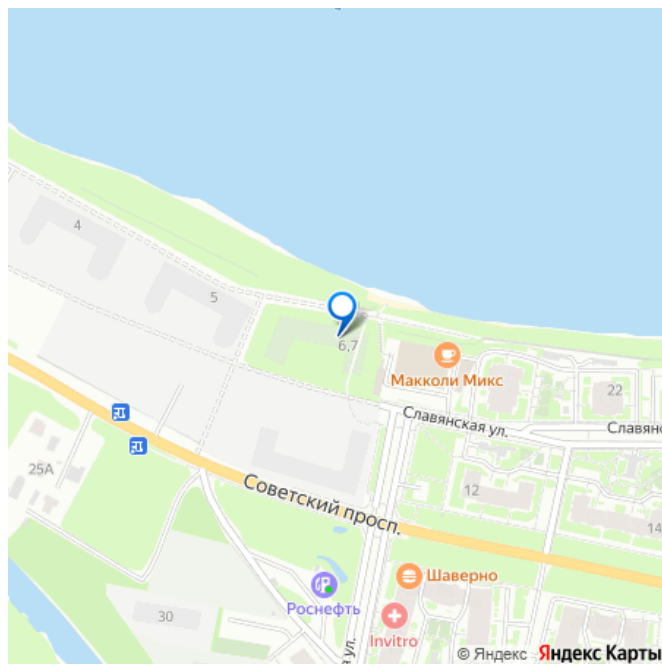 4
5
6,7
Макколи Микс
22
Славянская ул.
Славянс
25А
12
Советский просп.
14
Шаверно
Роснефть
30
Invitro
я ул.
© Яндекс Яндекс Карты